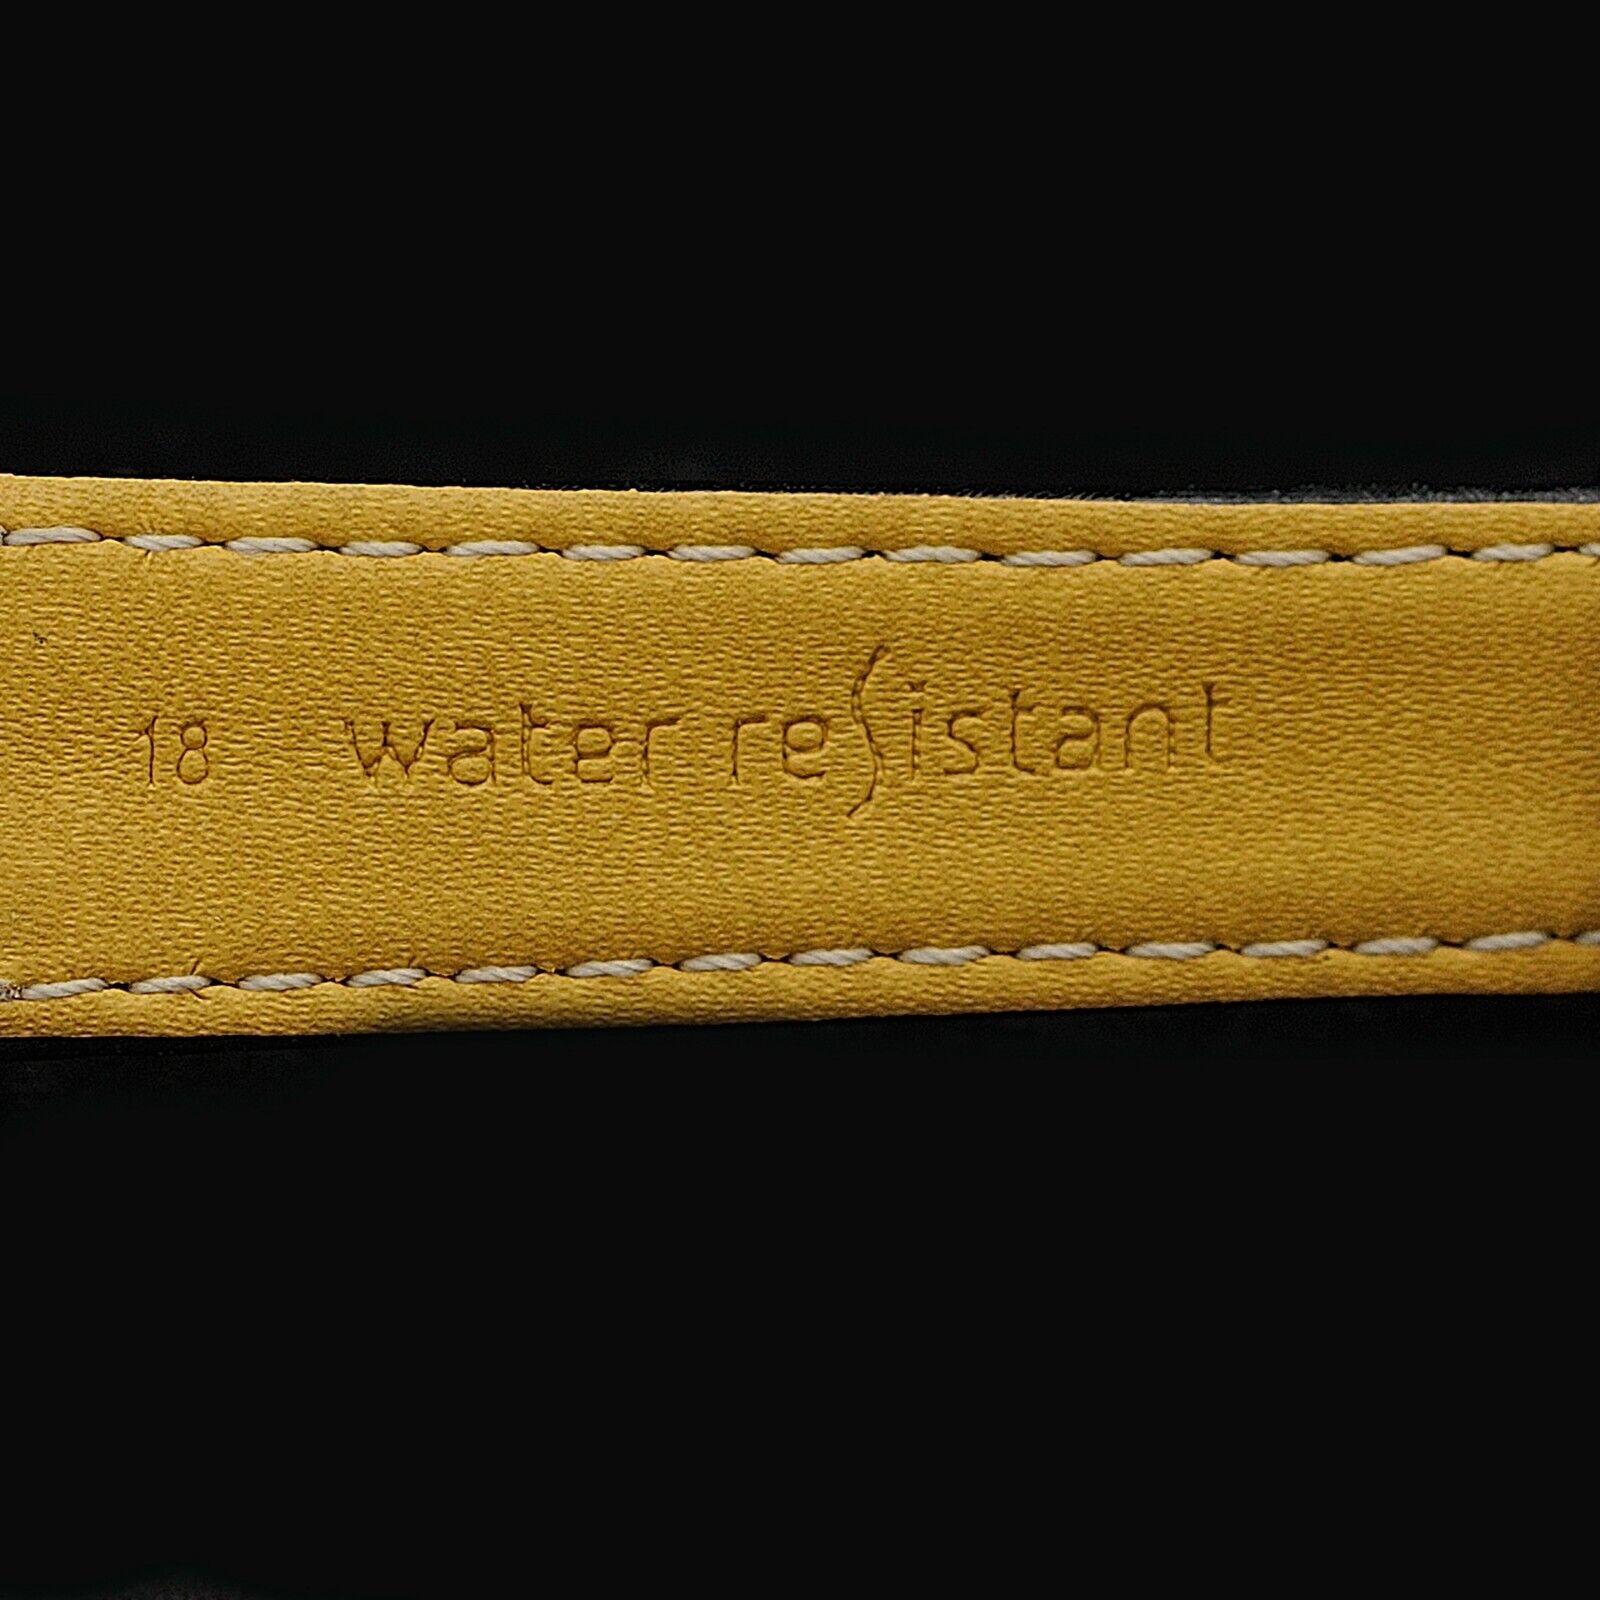 18 water resistant